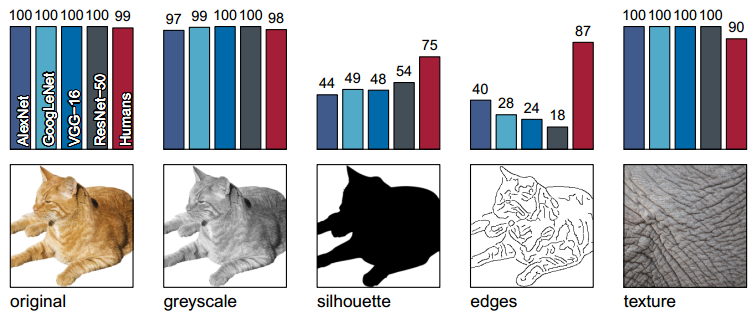 100 100 100 100 99
97 99 100 100 98
44 49 48 54 75
40 28 24 18 87
100 100 100 100 90
AlexNet
GoogLeNet
VGG−16
ResNet−50
Humans
original
greyscale
silhouette
edges
texture